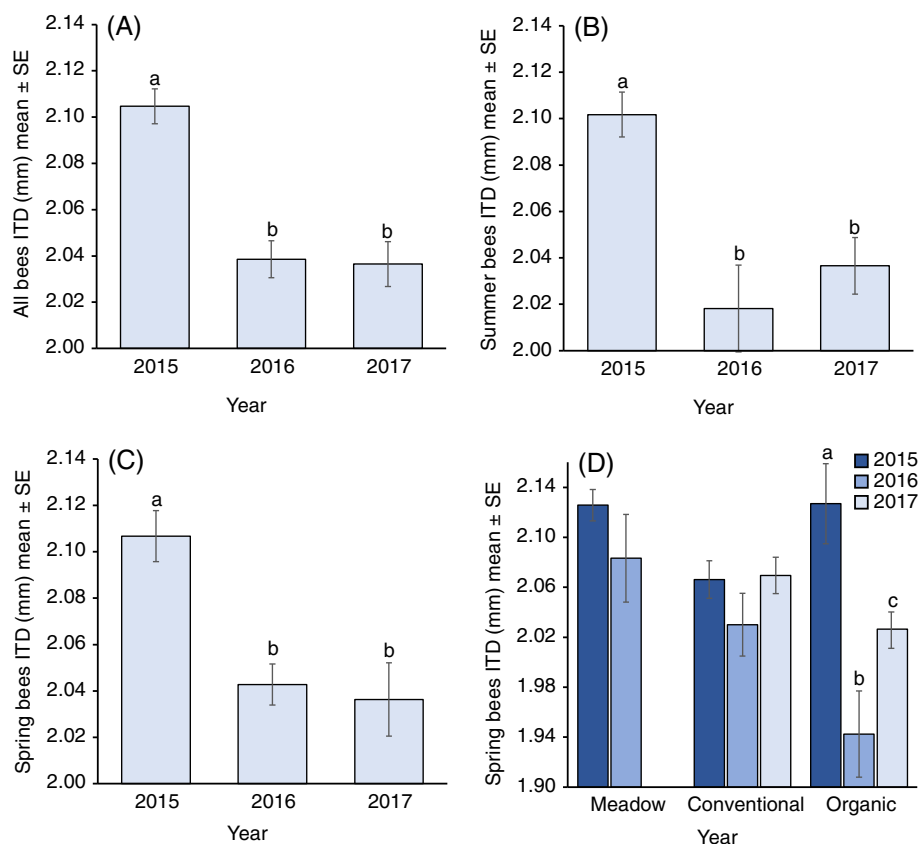 (A)
All bees ITD (mm) mean ± SE
2.14
2.12
2.10
2.08
2.06
2.04
2.02
2.00
a
b
b
2015 2016 2017
Year
(B)
Summer bees ITD (mm) mean ± SE
2.14
2.12
2.10
2.08
2.06
2.04
2.02
2.00
a
b
b
2015 2016 2017
Year
(C)
Spring bees ITD (mm) mean ± SE
2.14
2.12
2.10
2.08
2.06
2.04
2.02
2.00
a
b
b
2015 2016 2017
Year
(D)
Spring bees ITD (mm) mean ± SE
2.14
2.10
2.06
2.02
1.98
1.94
1.90
a
b
c
2015
2016
2017
Meadow Conventional Organic
Year